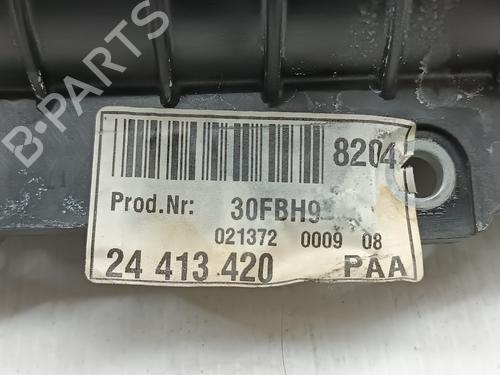 B-PARTS
8204
Prod.Nr: 30FBH9
021372 0009 08
24 413 420 PAA